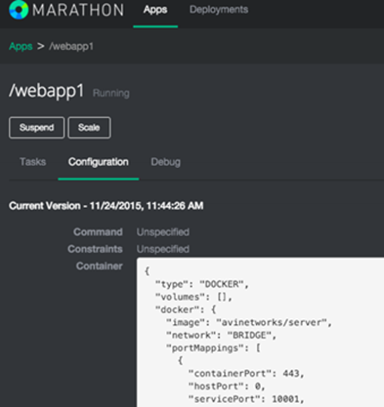 MARATHON Apps Deployments
Apps > /webapp1
/webapp1 Running
Suspend Scale
Tasks Configuration Debug
Current Version - 11/24/2015, 11:44:26 AM
Command Unspecified
Constraints Unspecified
Container {
"type": "DOCKER",
"volumes": [],
"docker": {
"image": "avinetworks/server",
"network": "BRIDGE",
"portMappings": [
{
"containerPort": 443,
"hostPort": 0,
"servicePort": 10001,